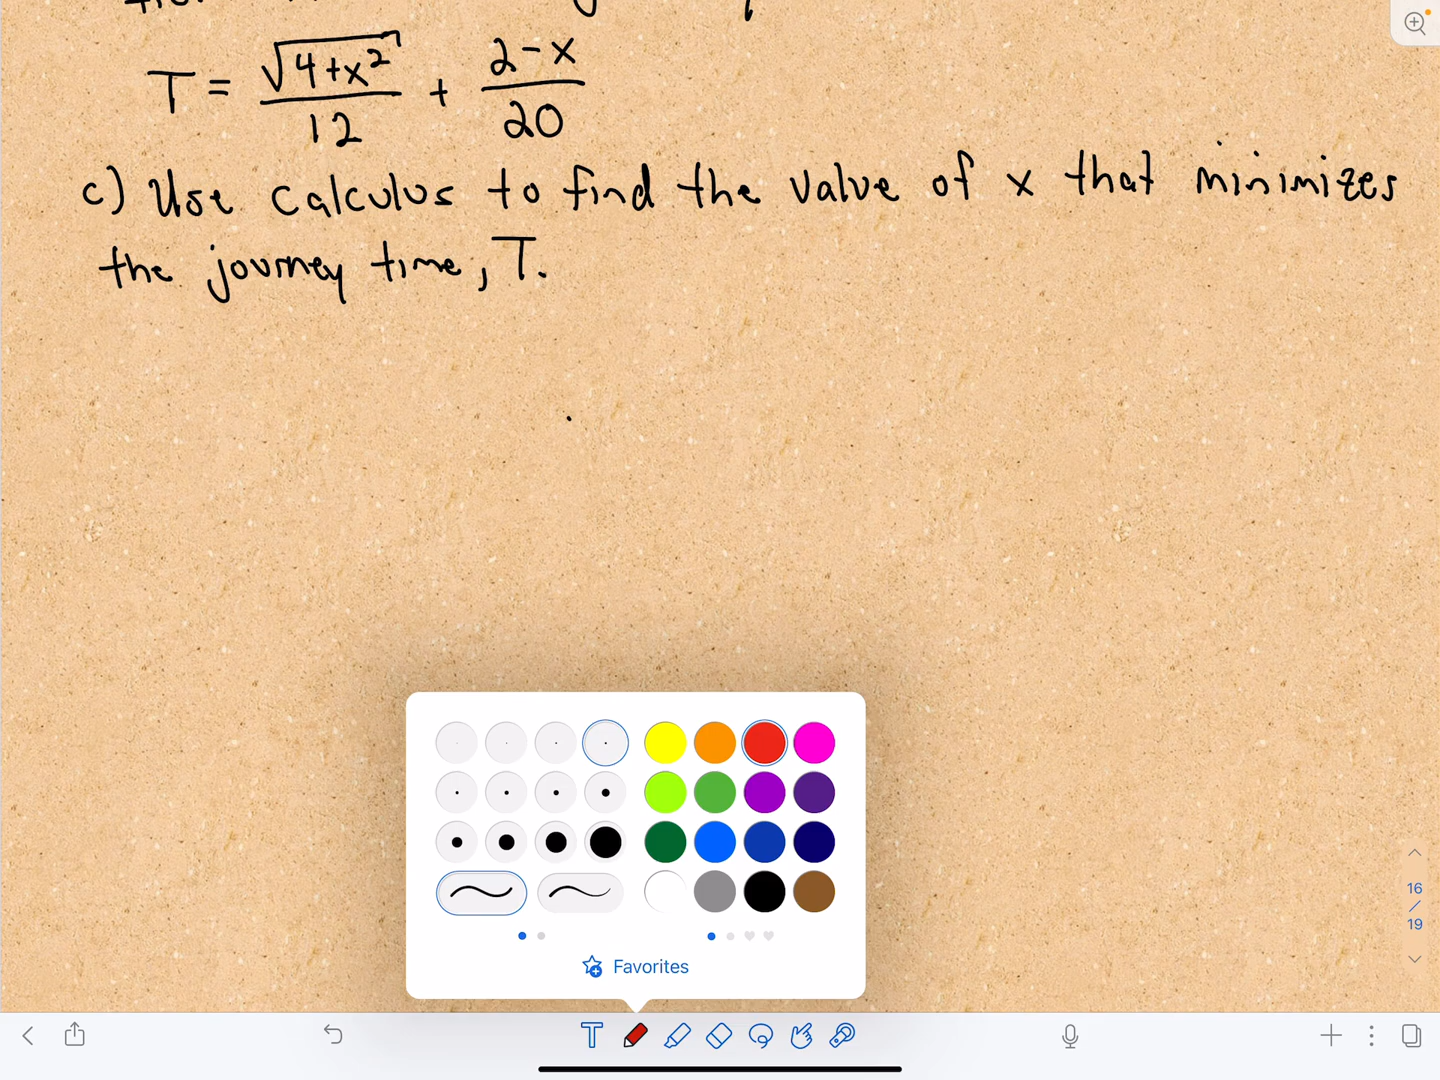 T = √(4+x²)/12 + (2-x)/20
c) Use calculus to find the value of x that minimizes
the journey time, T.
Favorites
16
/
19
T